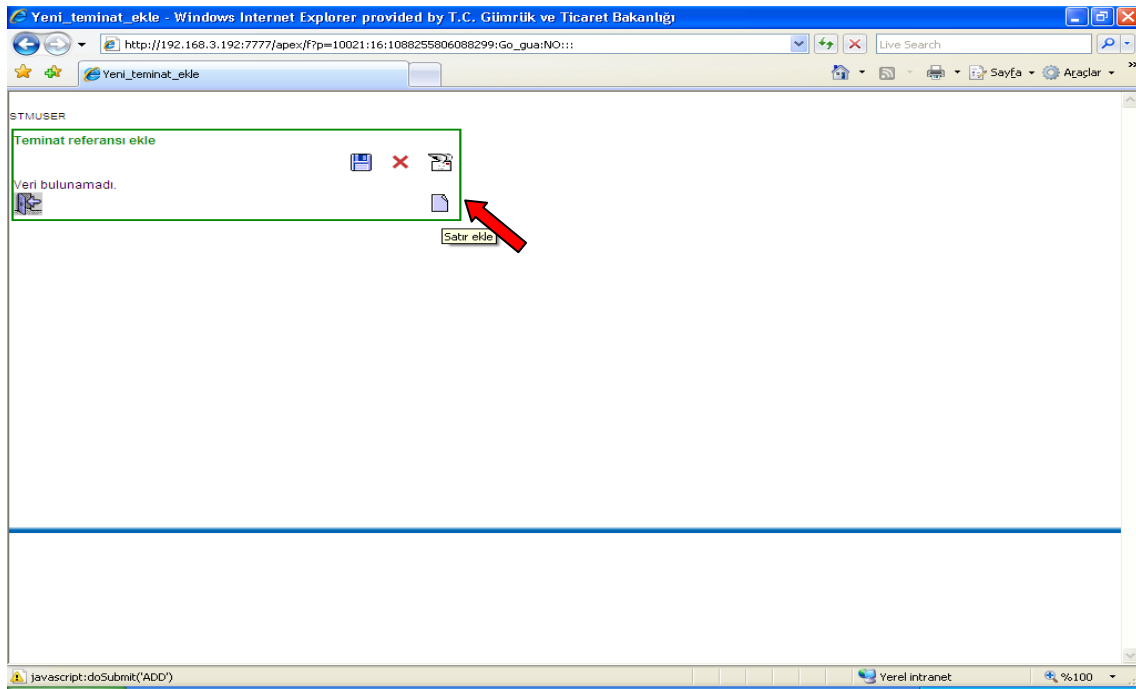 Yeni_teminat_ekle - Windows Internet Explorer provided by T.C. Gümrük ve Ticaret Bakanlığı
http://192.168.3.192:7777/apex/f?p=10021:16:1088255806088299:Go_gua:NO:::
Live Search
Yeni_teminat_ekle
Sayfa
Araçlar
STMUSER
Teminat referansı ekle
Veri bulunamadı.
Satır ekle
javascript:doSubmit('ADD')
Yerel intranet
%100